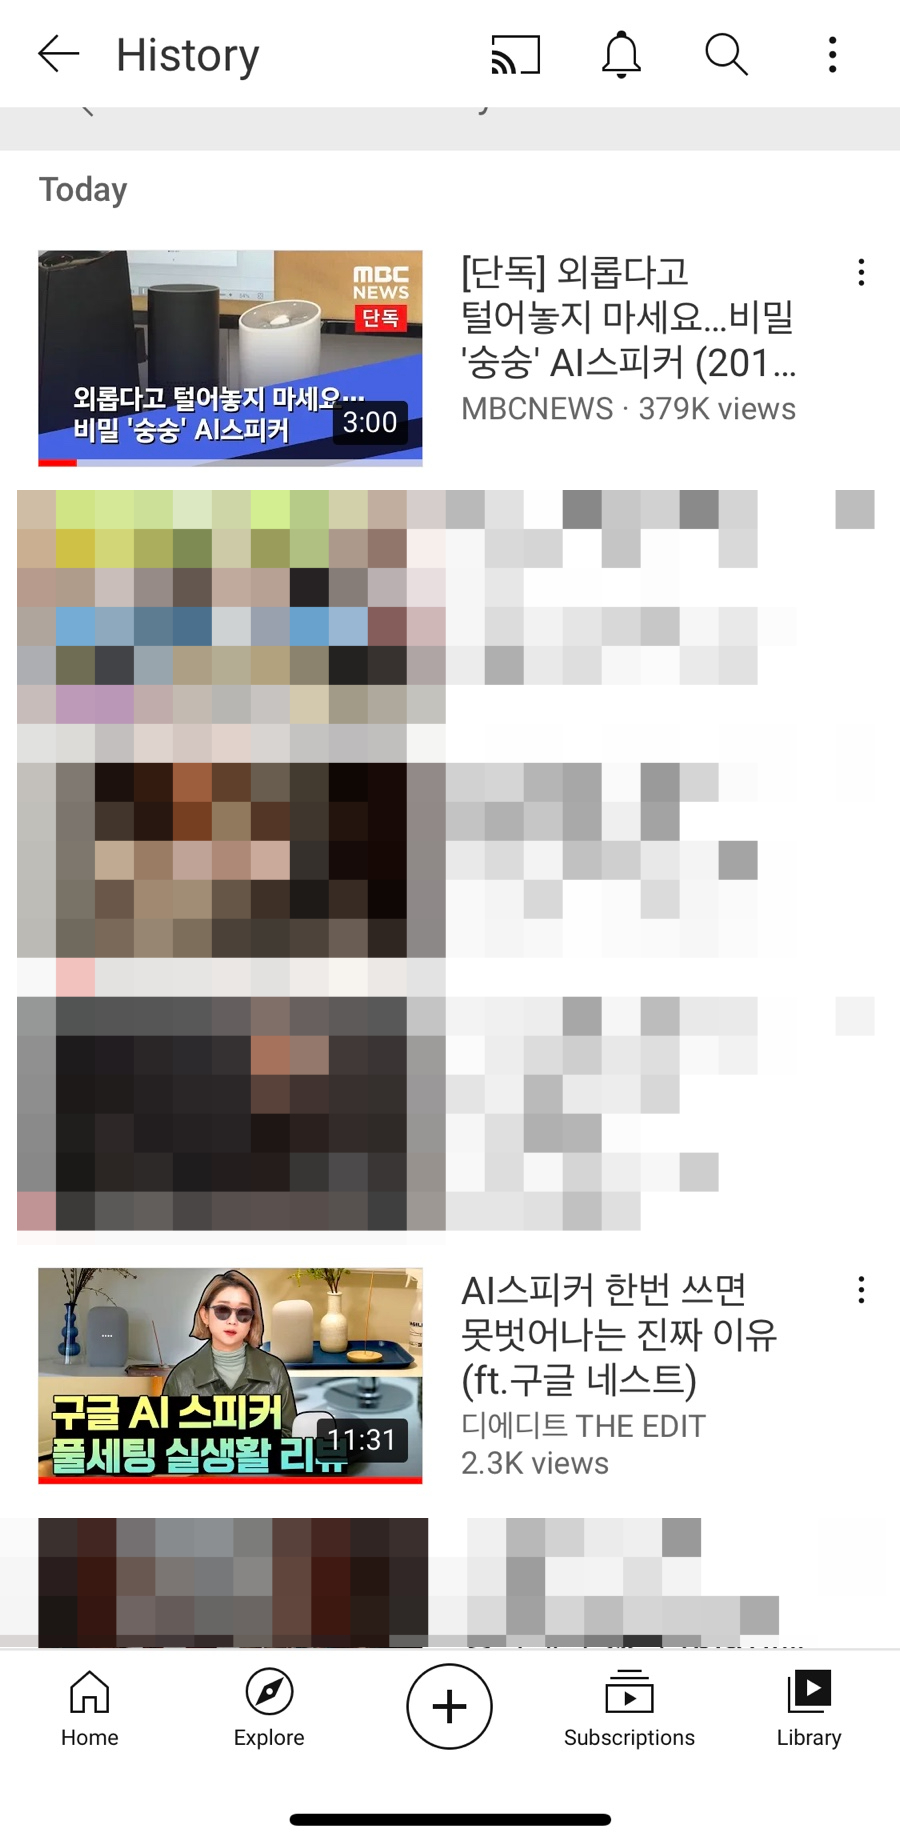 History
Today
MBC
NEWS
단독
외롭다고 털어놓지 마세요…
비밀 '숭숭' AI스피커
3:00
[단독] 외롭다고
털어놓지 마세요...비밀
'숭숭' AI스피커 (201...
MBCNEWS · 379K views
구글 AI 스피커
풀세팅 실생활 리뷰
11:31
AI스피커 한번 쓰면
못벗어나는 진짜 이유
(ft.구글 네스트)
디에디트 THE EDIT
2.3K views
Home
Explore
Subscriptions
Library